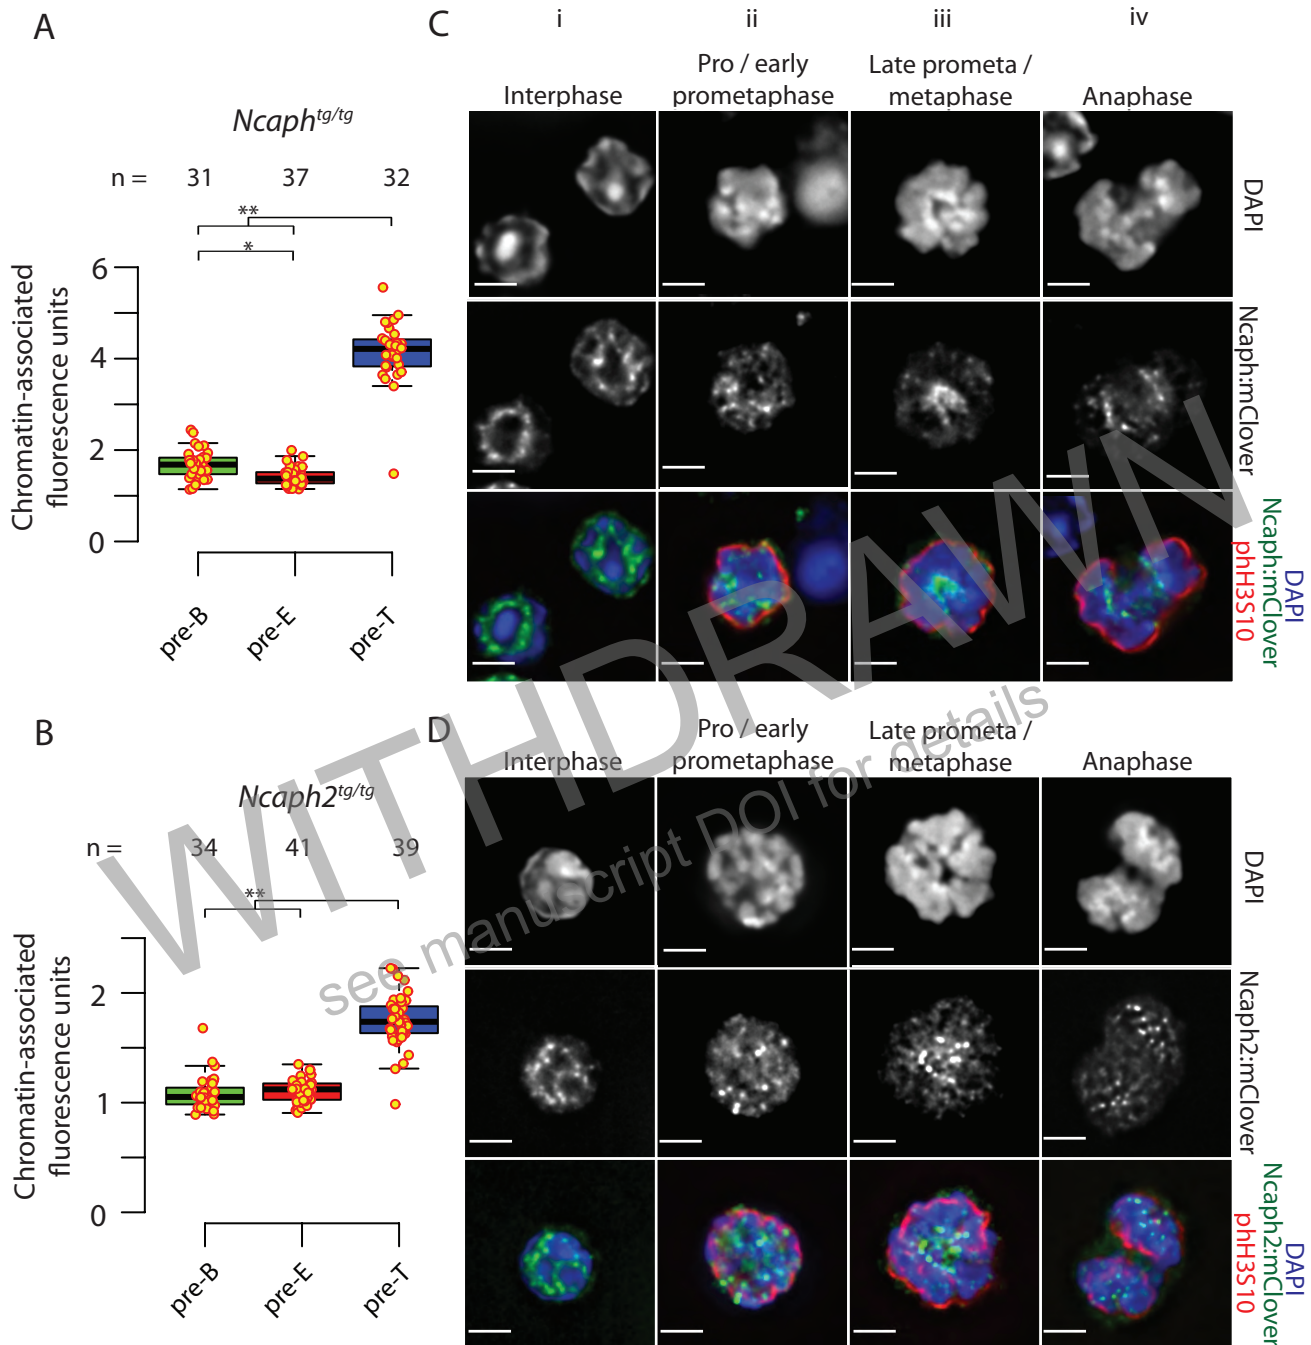 A
Ncaph^tg/tg
n = 31 37 32
**
*
Chromatin-associated
fluorescence units
6
4
2
0
pre-B pre-E pre-T
B
Ncaph2^tg/tg
n = 34 41 39
**
Chromatin-associated
fluorescence units
2
1
0
pre-B pre-E pre-T
C
i ii iii iv
Interphase
Pro / early
prometaphase
Late prometa /
metaphase
Anaphase
DAPI
Ncaph:mClover
DAPI
Ncaph:mClover
phH3S10
D
Interphase
Pro / early
prometaphase
Late prometa /
metaphase
Anaphase
DAPI
Ncaph2:mClover
DAPI
Ncaph2:mClover
phH3S10
WITHDRAWN
see manuscript DOI for details